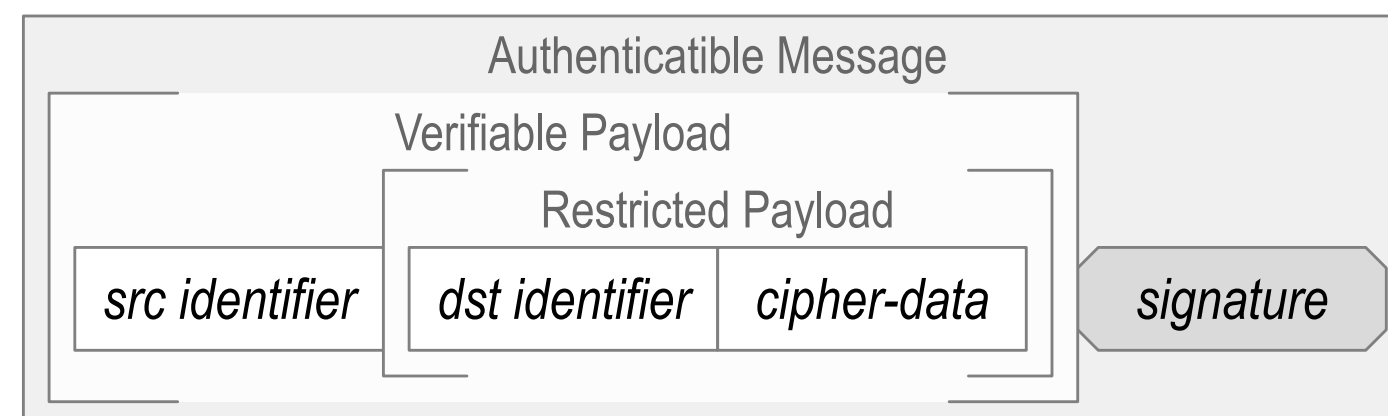 Authenticatible Message
Verifiable Payload
Restricted Payload
src identifier dst identifier cipher-data signature